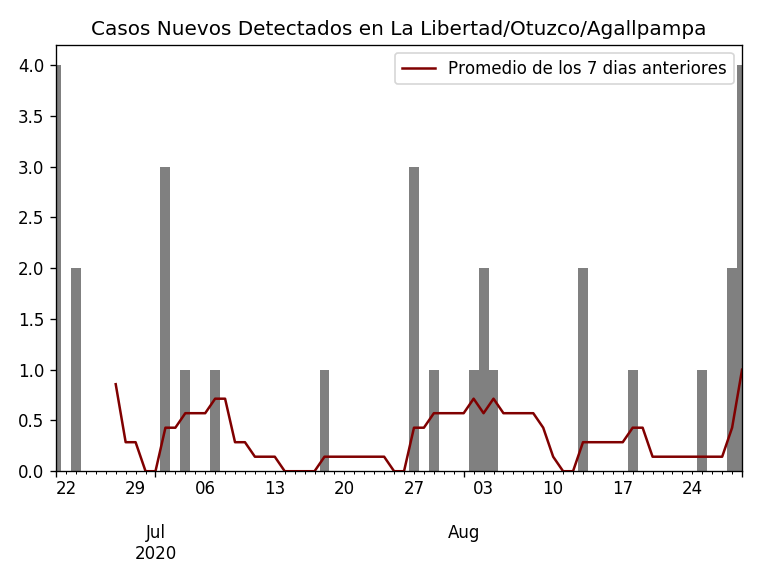 Casos Nuevos Detectados en La Libertad/Otuzco/Agallpampa
Promedio de los 7 dias anteriores
4.0
3.5
3.0
2.5
2.0
1.5
1.0
0.5
0.0
22 29 06 13 20 27 03 10 17 24
Jul Aug
2020